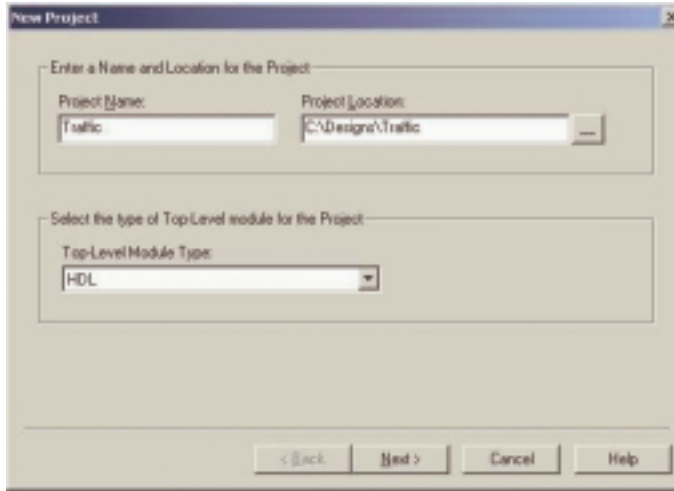 New Project
Enter a Name and Location for the Project
Project Name:
Project Location:
Traffic
C:\Designs\Traffic
...
Select the type of Top-Level module for the Project
Top-Level Module Type:
HDL
< Back
Next >
Cancel
Help